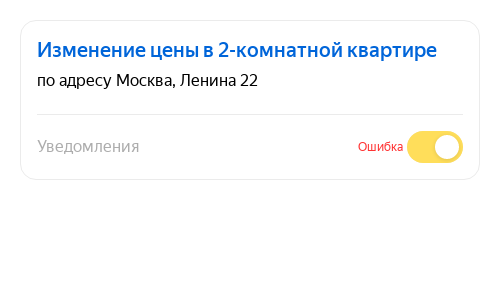 Изменение цены в 2-комнатной квартире
по адресу Москва, Ленина 22
Уведомления Ошибка